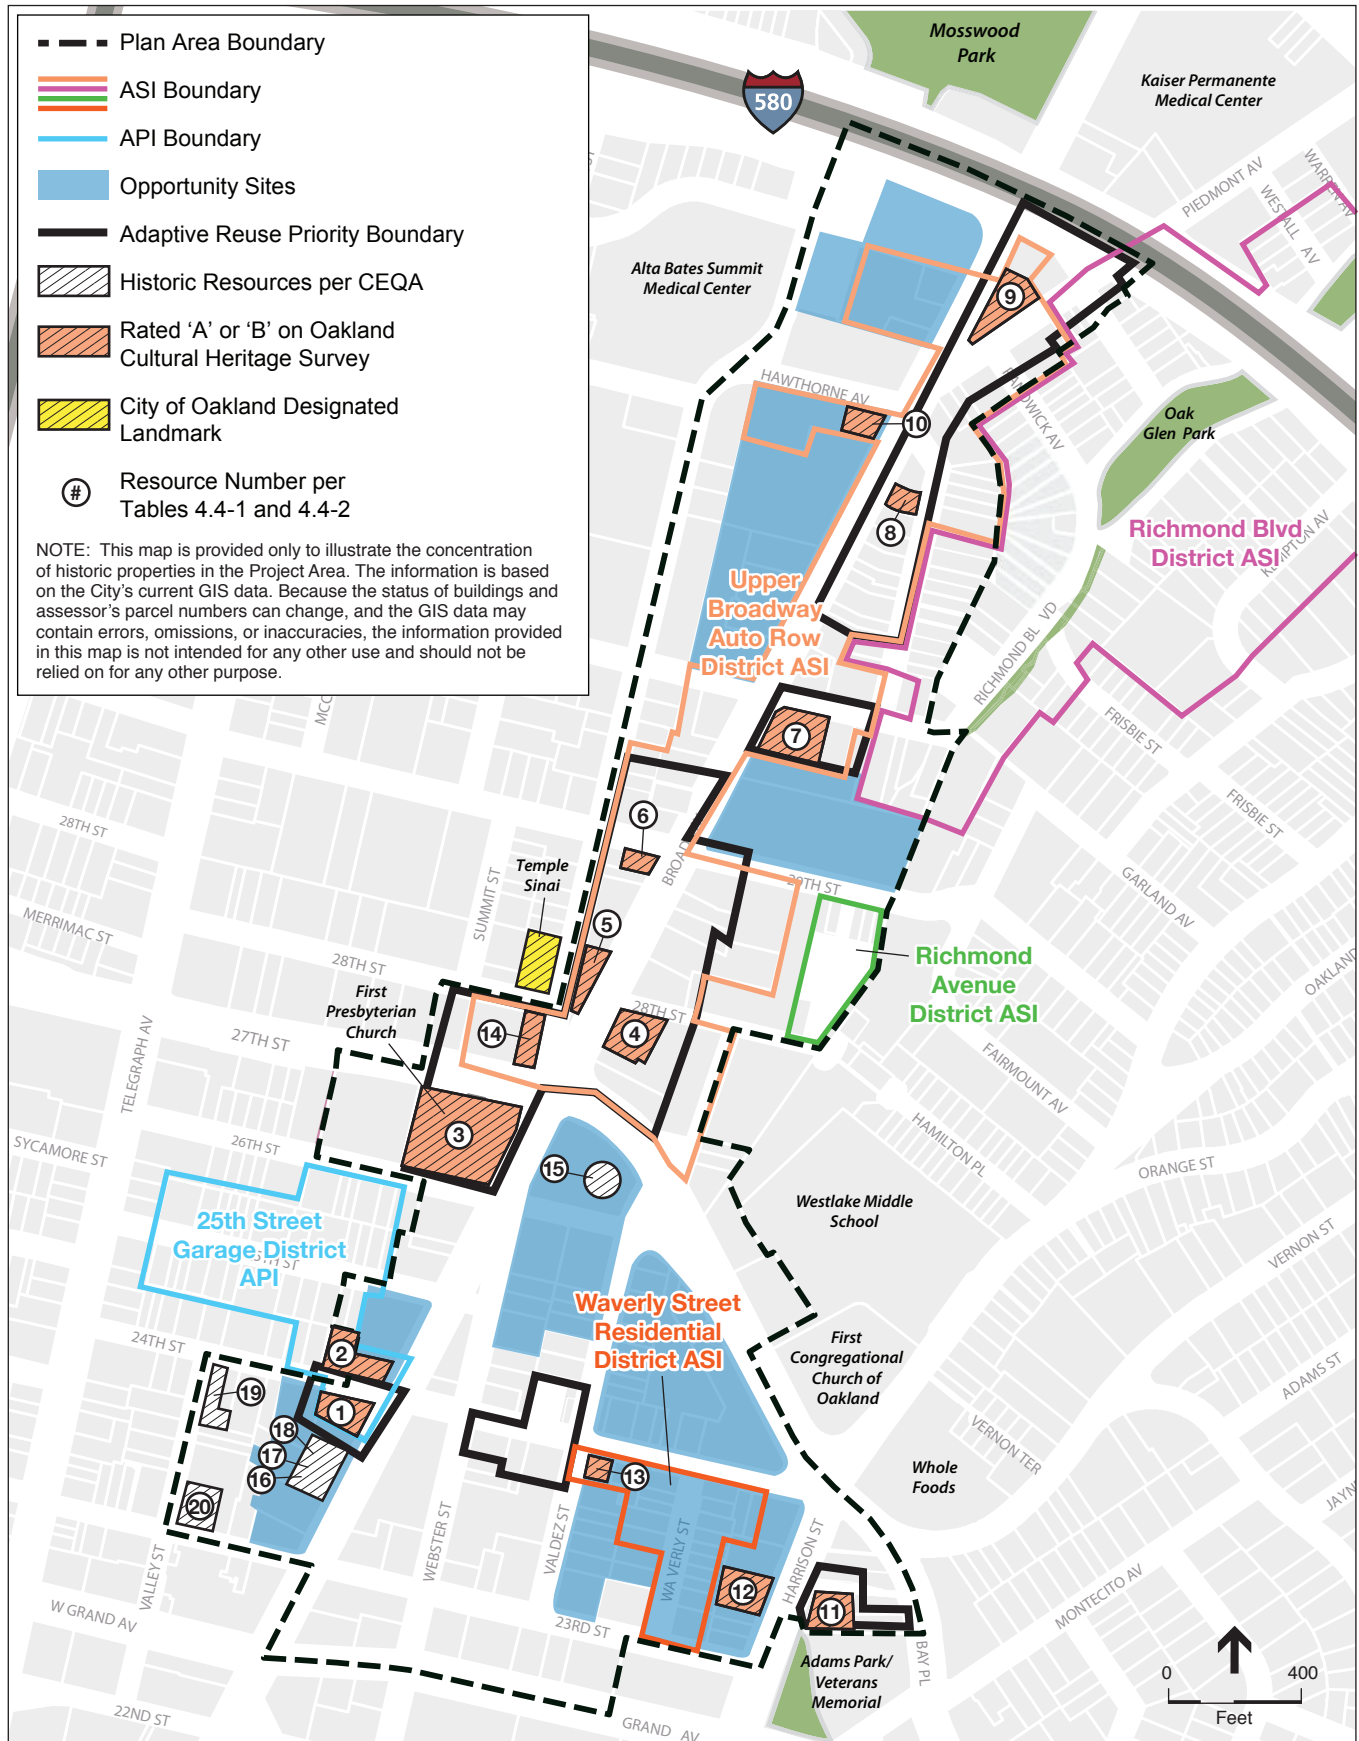 Plan Area Boundary
ASI Boundary
API Boundary
Opportunity Sites
Adaptive Reuse Priority Boundary
Historic Resources per CEQA
Rated ‘A’ or ‘B’ on Oakland
Cultural Heritage Survey
City of Oakland Designated
Landmark
#
Resource Number per
Tables 4.4-1 and 4.4-2
NOTE: This map is provided only to illustrate the concentration
of historic properties in the Project Area. The information is based
on the City’s current GIS data. Because the status of buildings and
assessor’s parcel numbers can change, and the GIS data may
contain errors, omissions, or inaccuracies, the information provided
in this map is not intended for any other use and should not be
relied on for any other purpose.
Mosswood
Park
580
Kaiser Permanente
Medical Center
PIEDMONT AV
WARREN AV
WESTALL AV
Alta Bates Summit
Medical Center
9
HAWTHORNE AV
10
Oak
Glen Park
8
Richmond Blvd
District ASI
Upper
Broadway
Auto Row
District ASI
RICHMOND BL VD
FRISBIE ST
7
FRISBIE ST
28TH ST
6
Temple
Sinai
SUMMIT ST
29TH ST
GARLAND AV
MERRIMAC ST
5
28TH ST
Richmond
Avenue
District ASI
OAKLAND
First
Presbyterian
Church
28TH ST
14
4
27TH ST
TELEGRAPH AV
FAIRMOUNT AV
HAMILTON PL
3
26TH ST
SYCAMORE ST
15
ORANGE ST
Westlake Middle
School
25th Street
Garage District
API
VERNON ST
Waverly Street
Residential
District ASI
24TH ST
2
First
Congregational
Church of
Oakland
ADAMS ST
19
1
18
17
16
13
VERNON TER
Whole
Foods
20
WEBSTER ST
VALDEZ ST
WA VERLY ST
HARRISON ST
VALLEY ST
12
11
MONTECITO AV
W GRAND AV
23RD ST
BAY PL
Adams Park/
Veterans
Memorial
22ND ST
GRAND AV
0 400
Feet